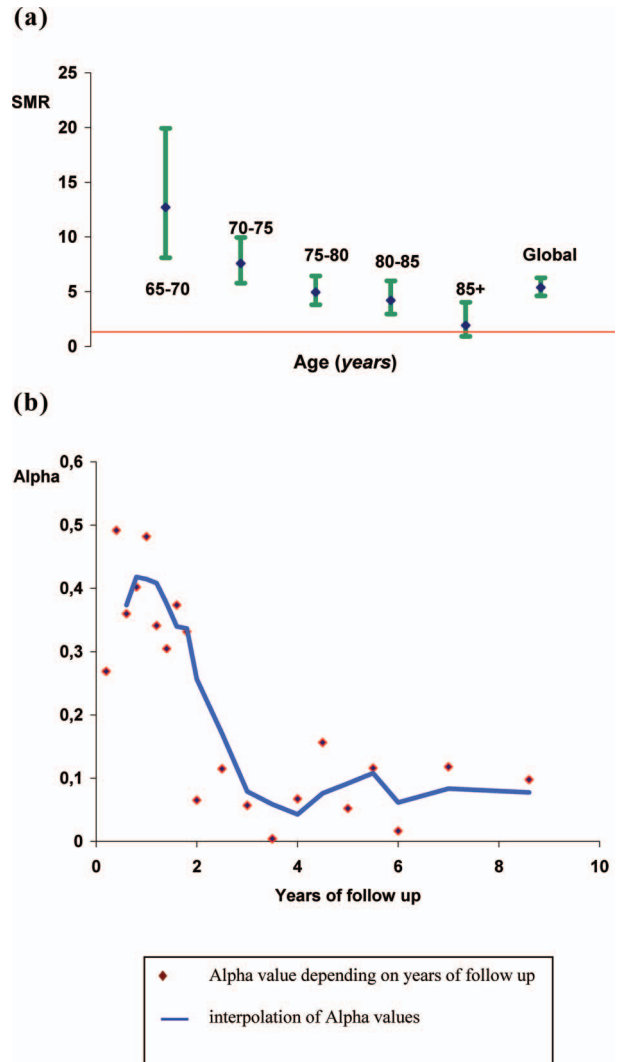 (a)
25
SMR
20
15
10
5
0
65-70
70-75
75-80
80-85
85+
Global
Age (years)
(b)
0,6
Alpha
0,5
0,4
0,3
0,2
0,1
0
0 2 4 6 8 10
Years of follow up
Alpha value depending on years of follow up
interpolation of Alpha values